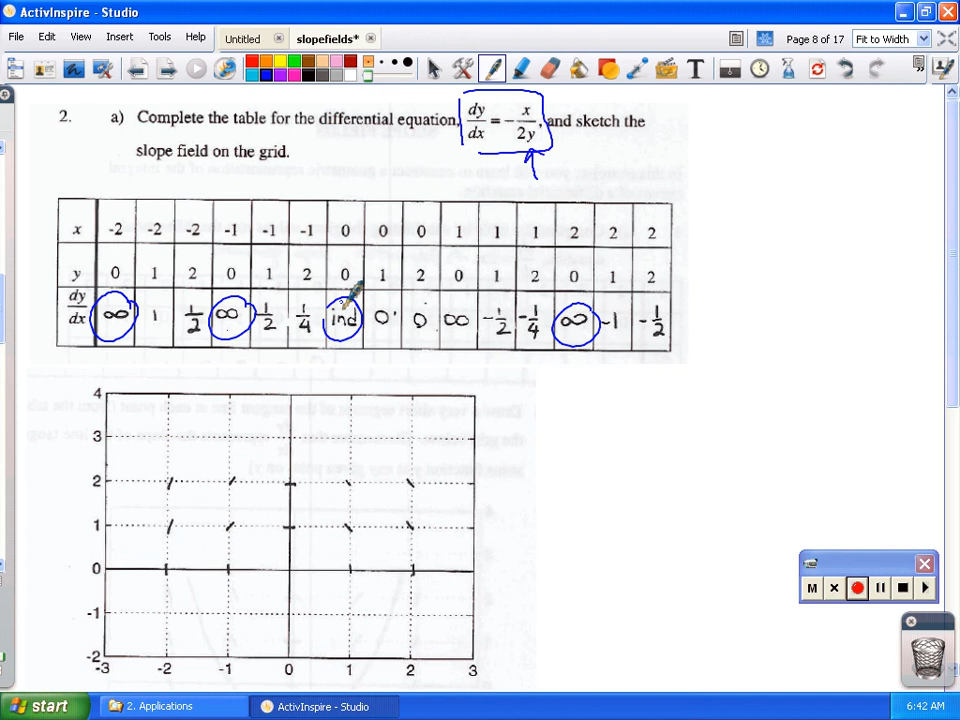 ActivInspire - Studio
File Edit View Insert Tools Help
Untitled
slopefields*
Page 8 of 17
Fit to Width
T
2. a) Complete the table for the differential equation, dy/dx = -x/2y, and sketch the
slope field on the grid.
x -2 -2 -2 -1 -1 -1 0 0 0 1 1 1 2 2 2
y 0 1 2 0 1 2 0 1 2 0 1 2 0 1 2
dy/dx ∞ 1 1/2 ∞ 1/2 1/4 ind 0 0 ∞ -1/2 -1/4 ∞ -1 -1/2
4
3
2
1
0
-1
-2
-3 -2 -1 0 1 2 3
M
start
2. Applications
ActivInspire - Studio
6:42 AM